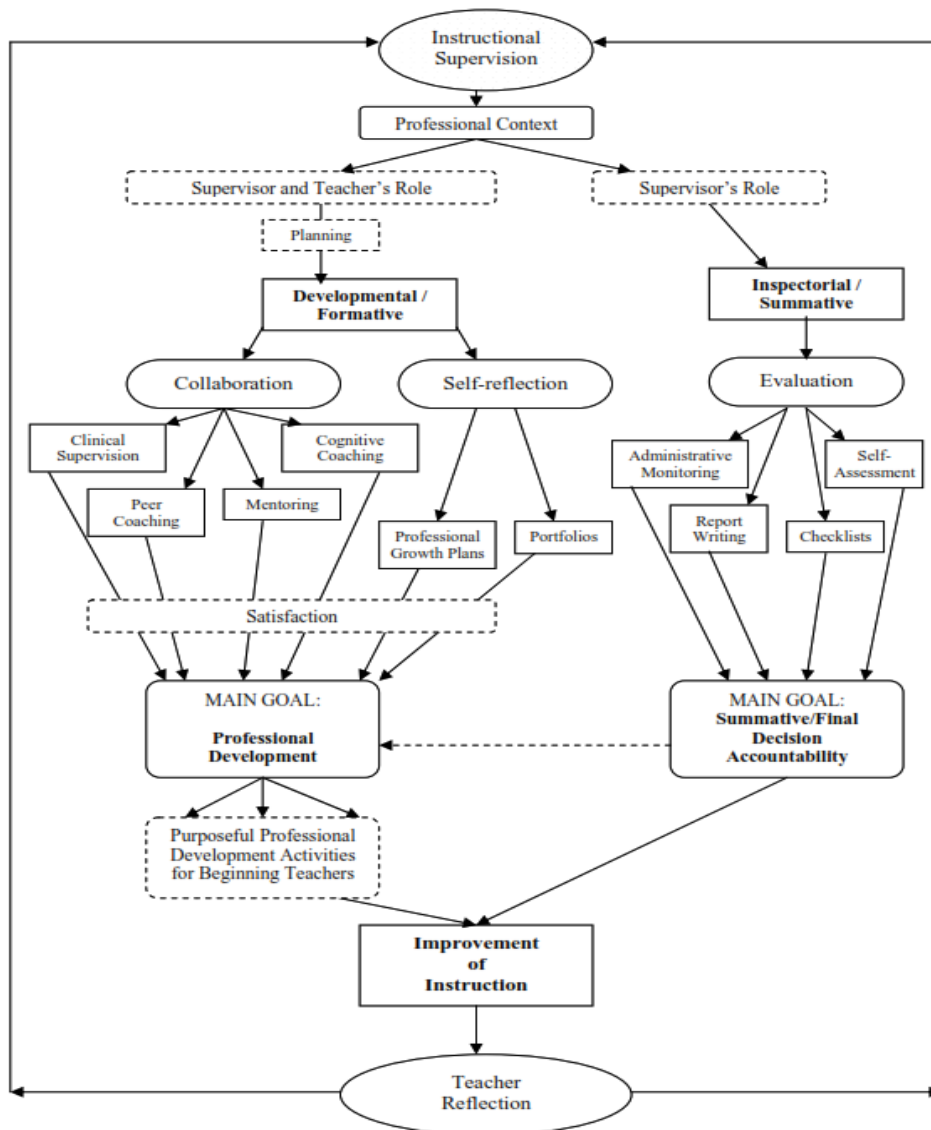 Instructional
Supervision
Professional Context
Supervisor and Teacher's Role
Supervisor's Role
Planning
Developmental /
Formative
Inspectorial /
Summative
Collaboration
Self-reflection
Evaluation
Clinical
Supervision
Cognitive
Coaching
Administrative
Monitoring
Self-
Assessment
Peer
Coaching
Mentoring
Professional
Growth Plans
Portfolios
Report
Writing
Checklists
Satisfaction
MAIN GOAL:
Professional
Development
MAIN GOAL:
Summative/Final
Decision
Accountability
Purposeful Professional
Development Activities
for Beginning Teachers
Improvement
of
Instruction
Teacher
Reflection